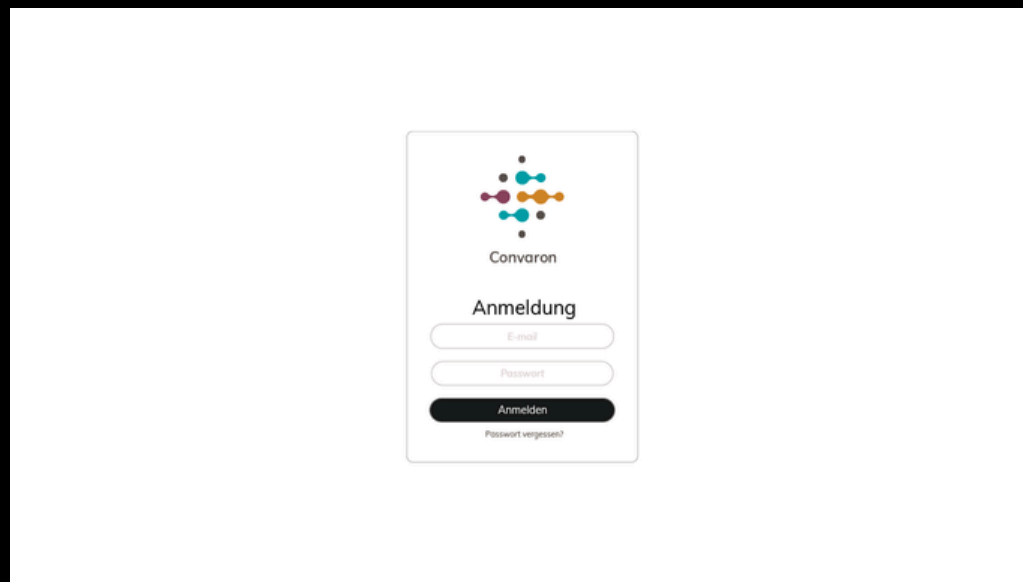 Convaron
Anmeldung
E-mail
Passwort
Anmelden
Passwort vergessen?